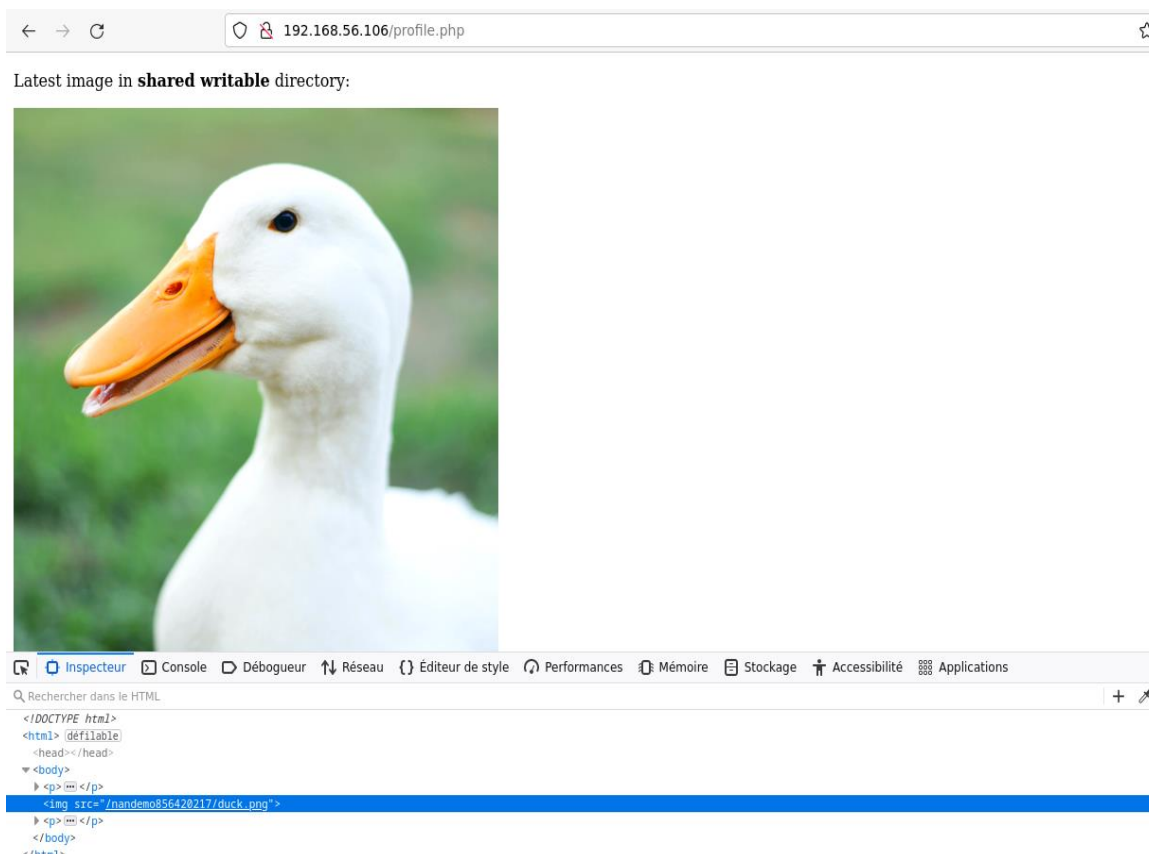 192.168.56.106/profile.php
Latest image in shared writable directory:
Inspecteur Console Débogueur Réseau {} Éditeur de style Performances Mémoire Stockage Accessibilité Applications
Rechercher dans le HTML
<!DOCTYPE html>
<html> défilable
<head></head>
<body>
<p> ••• </p>
<img src="/nandemo856420217/duck.png">
<p> ••• </p>
</body>
</html>